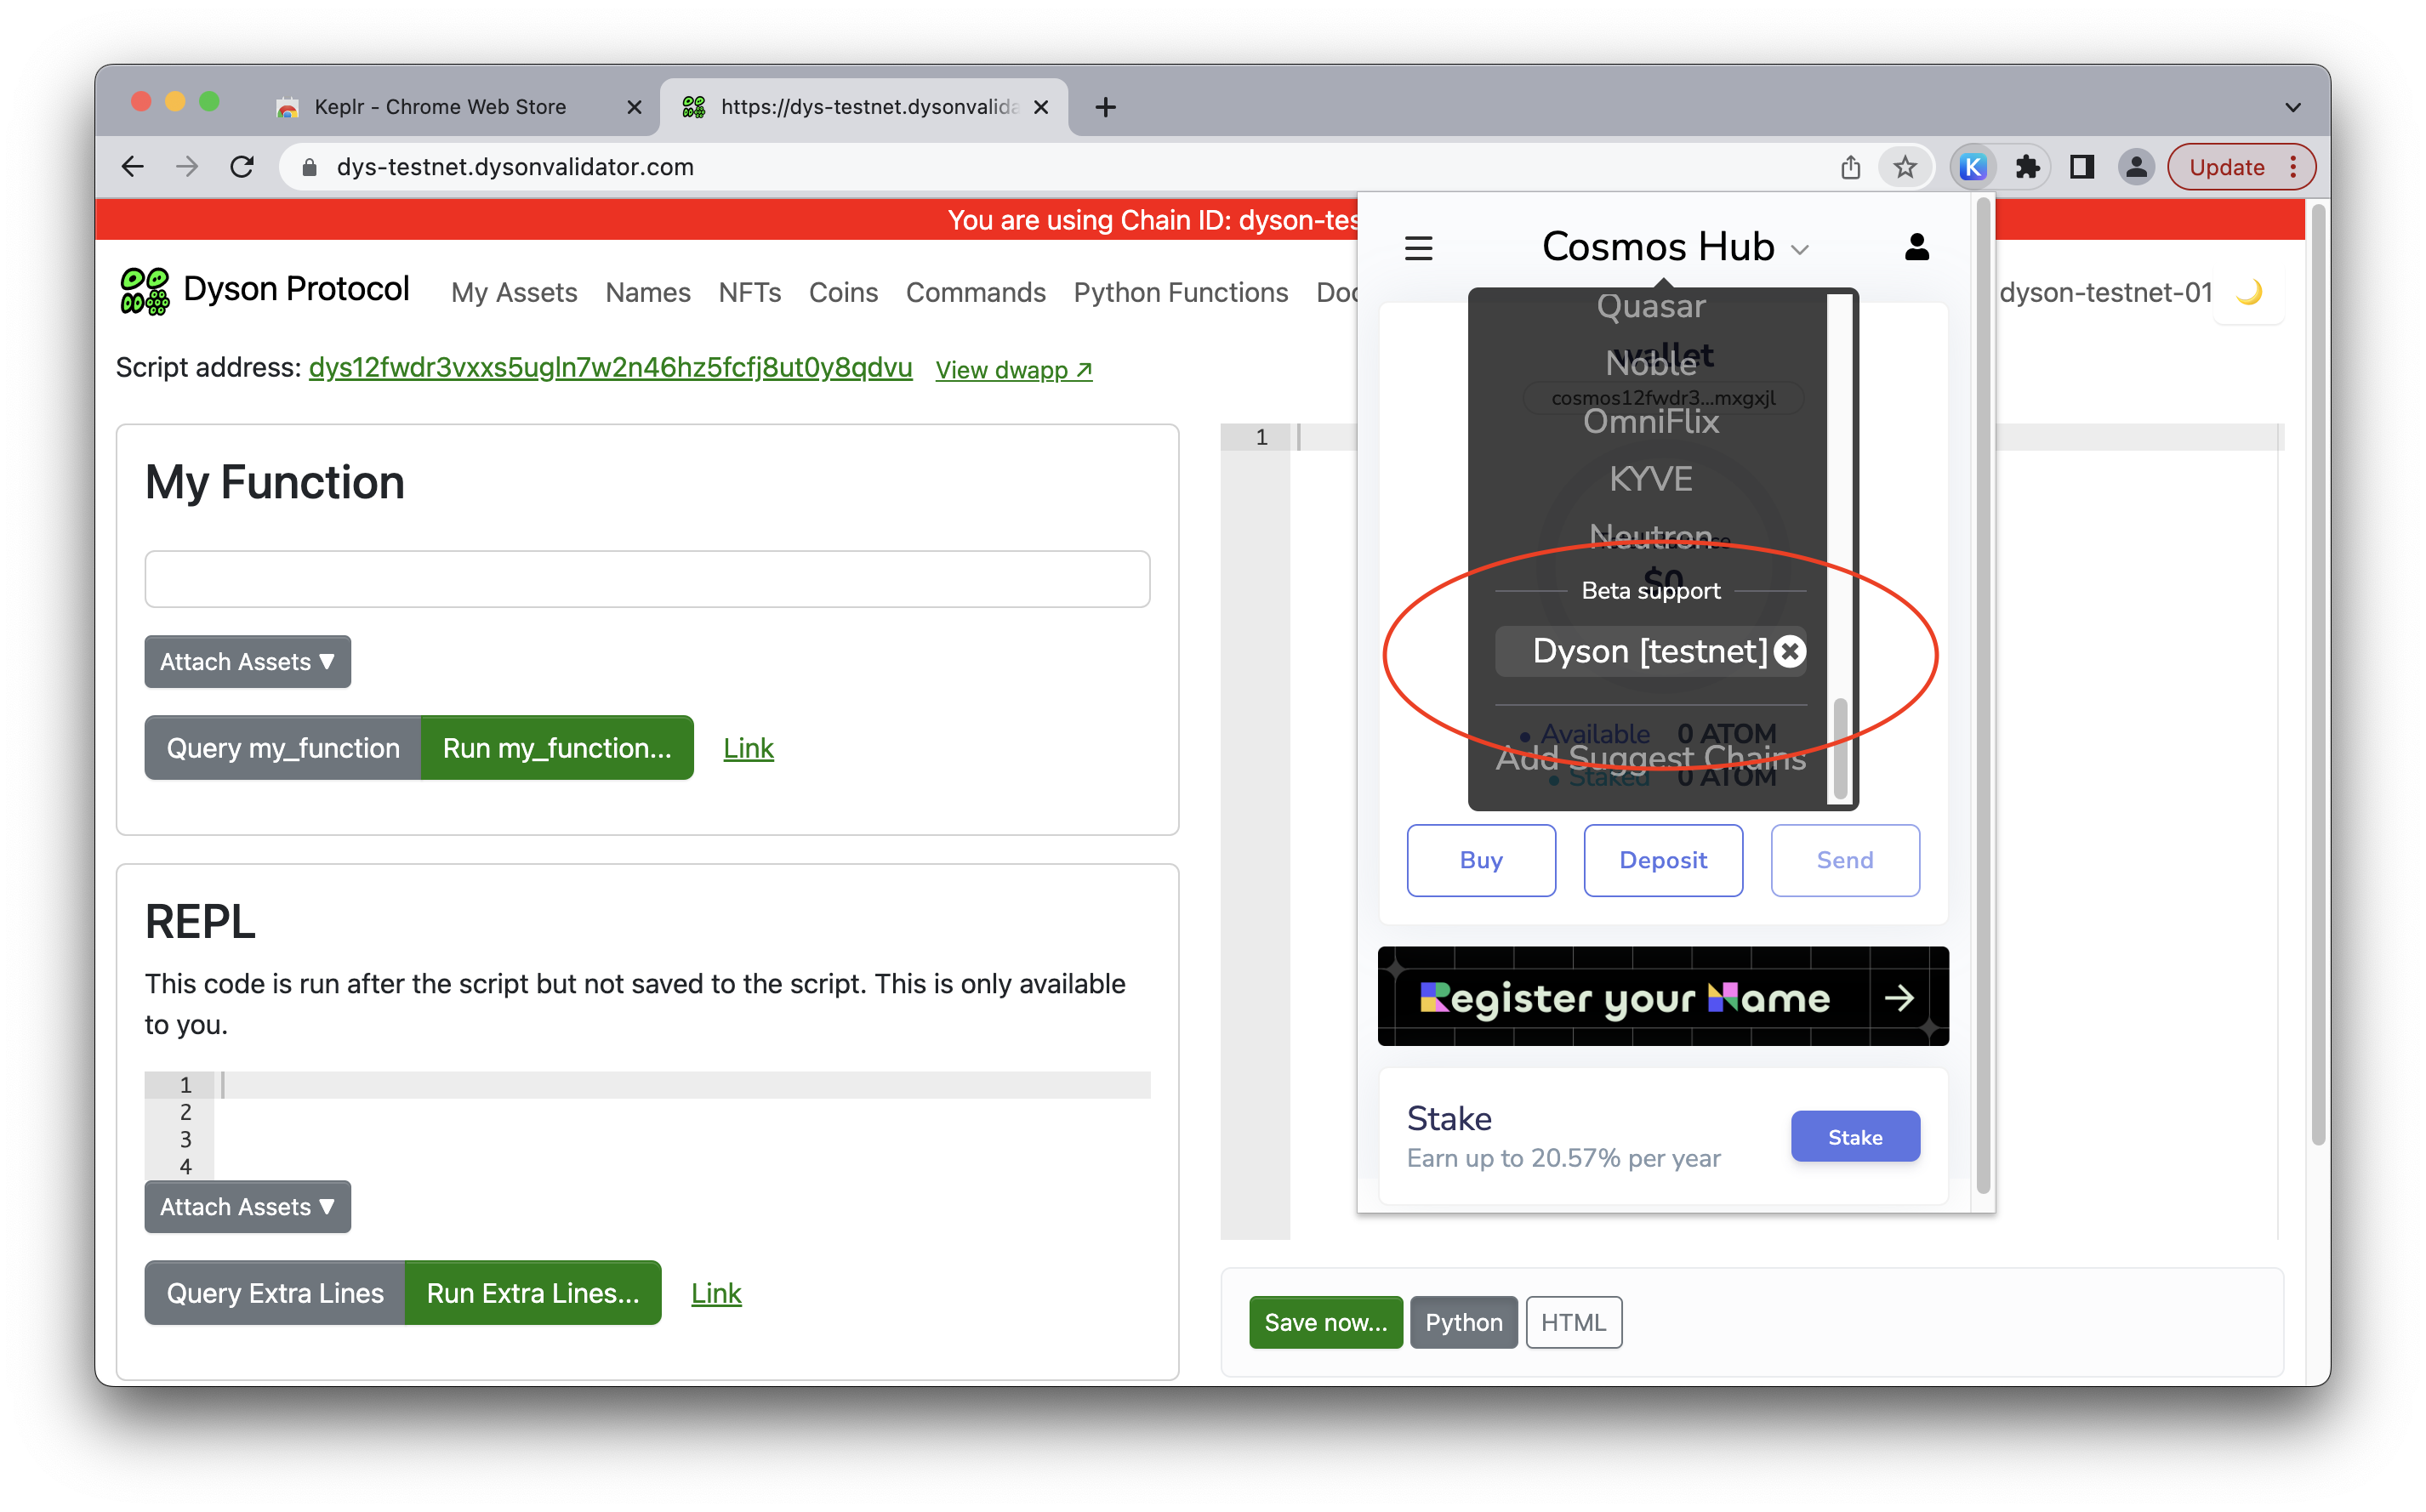 Keplr - Chrome Web Store
https://dys-testnet.dysonvalida
dys-testnet.dysonvalidator.com
K
Update
You are using Chain ID: dyson-tes
Dyson Protocol
My Assets
Names
NFTs
Coins
Commands
Python Functions
Doc
dyson-testnet-01
Script address: dys12fwdr3vxxs5ugln7w2n46hz5fcfj8ut0y8qdvu
View dwapp ↗
My Function
Attach Assets ▼
Query my_function
Run my_function...
Link
REPL
This code is run after the script but not saved to the script. This is only available
to you.
1
2
3
4
Attach Assets ▼
Query Extra Lines
Run Extra Lines...
Link
1
Save now...
Python
HTML
Cosmos Hub
Quasar
wallet
Noble
cosmos12fwdr3...mxgxjl
OmniFlix
KYVE
Neutron
$0
Beta support
Dyson [testnet]
Available 0 ATOM
Add Suggest Chains
Staked 0 ATOM
Buy
Deposit
Send
Register your Name
Stake
Earn up to 20.57% per year
Stake